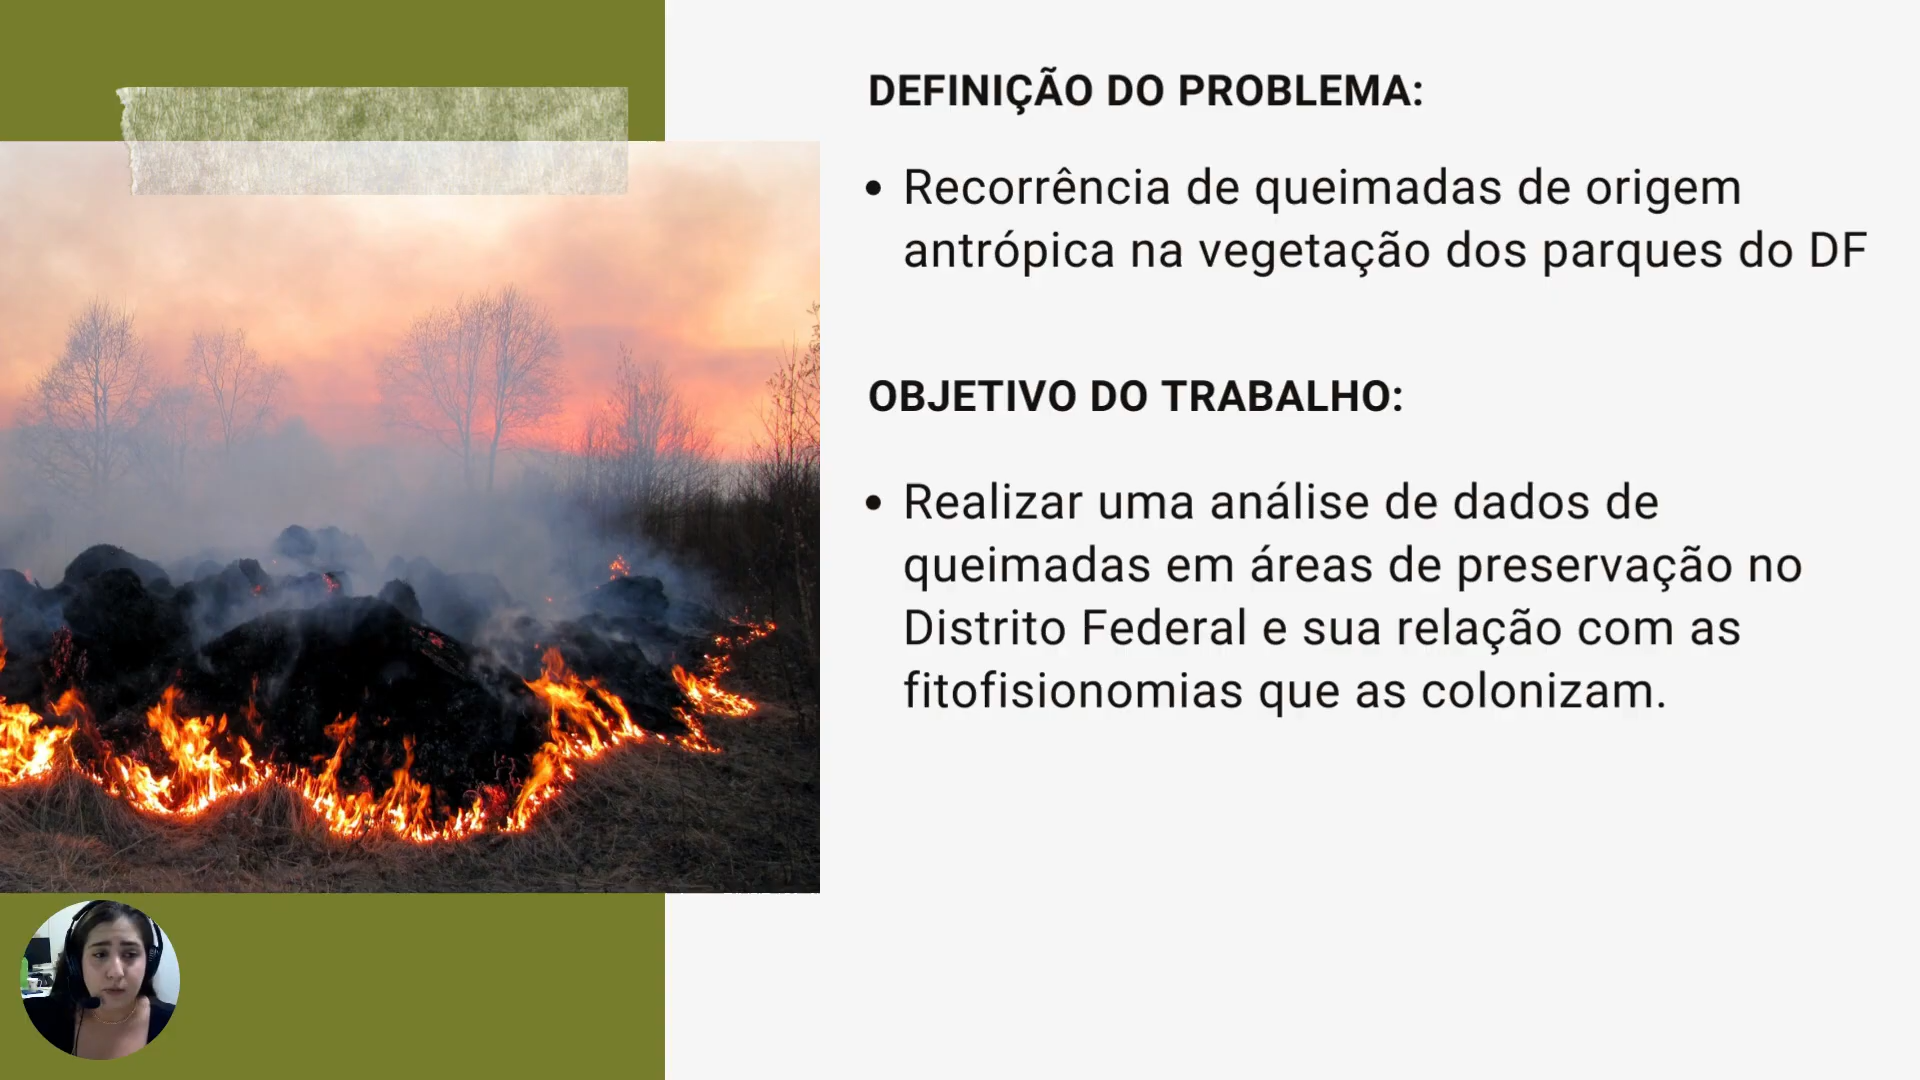 DEFINIÇÃO DO PROBLEMA:
• Recorrência de queimadas de origem
antrópica na vegetação dos parques do DF
OBJETIVO DO TRABALHO:
• Realizar uma análise de dados de
queimadas em áreas de preservação no
Distrito Federal e sua relação com as
fitofisionomias que as colonizam.